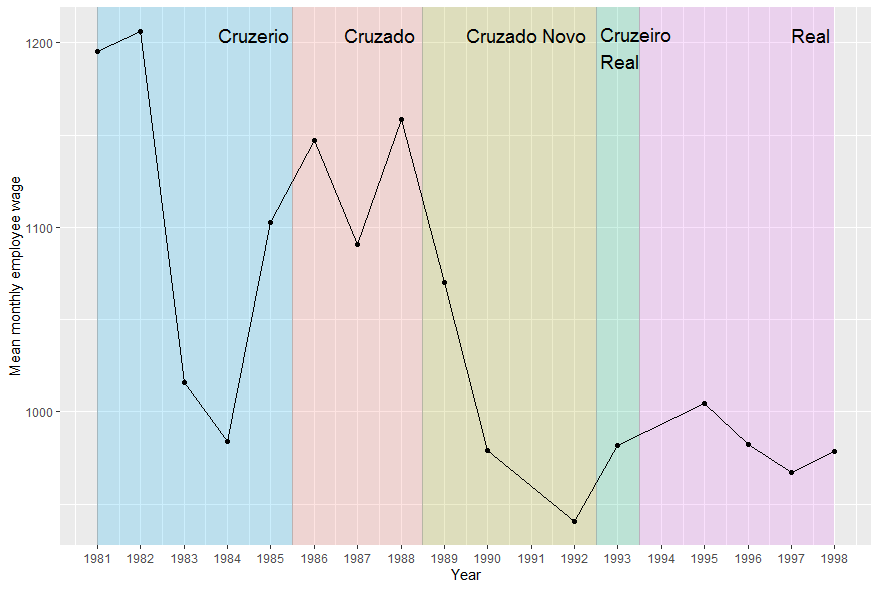 Cruzerio Cruzado Cruzado Novo Cruzeiro Real
Real
1200
1100
1000
Mean monthly employee wage
1981 1982 1983 1984 1985 1986 1987 1988 1989 1990 1991 1992 1993 1994 1995 1996 1997 1998
Year